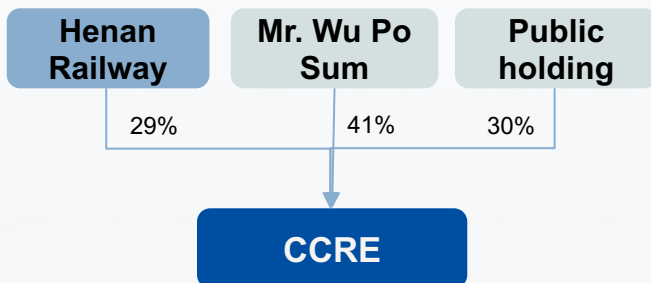 Henan
Railway
Mr. Wu Po
Sum
Public
holding
29%
41%
30%
CCRE